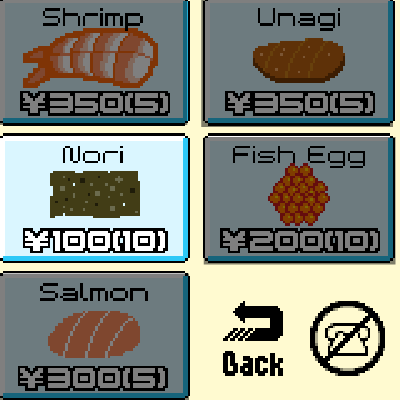 Shrimp
¥350(5)
Unagi
¥350(5)
Nori
¥100(10)
Fish Egg
¥200(10)
Salmon
¥300(5)
Back